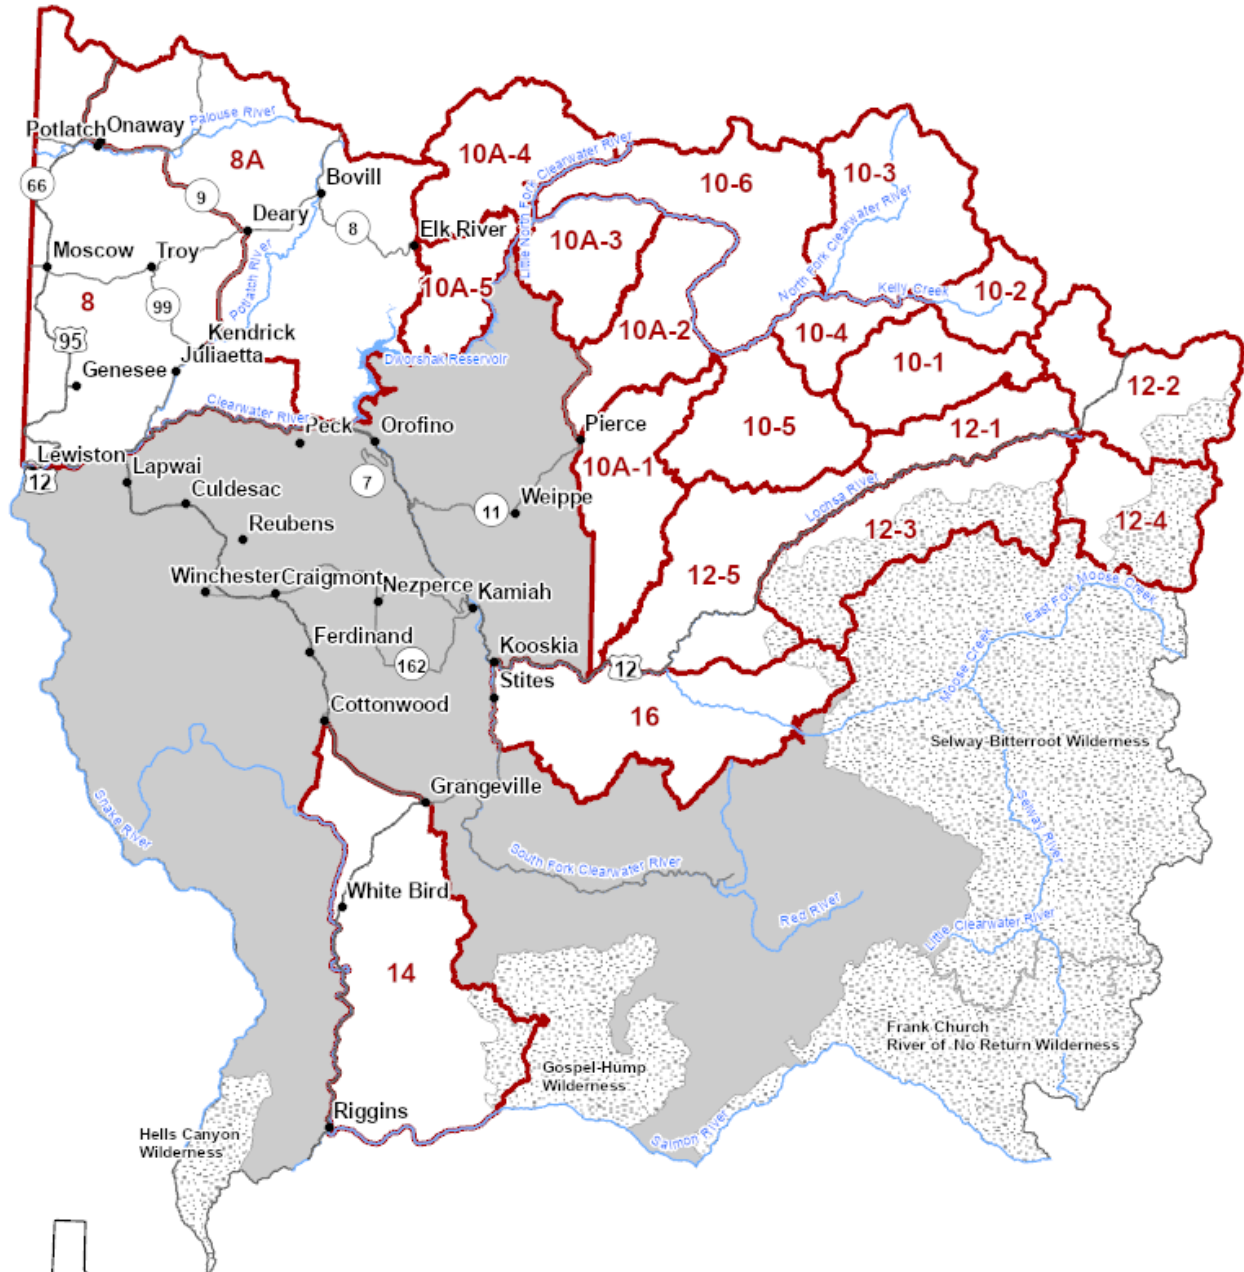 Palouse River
Potlatch
Onaway
8A
66
9
Bovill
Deary
8
Elk River
Moscow
Troy
Potlatch River
8
99
95
Kendrick
Juliaetta
Genesee
10A-4
Little North Fork Clearwater River
10-6
10-3
10A-3
Little North Fork Clearwater River
North Fork Clearwater River
Kelly Creek
10-2
10A-5
10A-2
10-4
10-1
Dworshak Reservoir
12-2
Clearwater River
Peck
Orofino
Pierce
10-5
12-1
Lewiston
12
Lapwai
10A-1
7
Culdesac
11
Weippe
Lochsa River
12-3
12-4
Reubens
12-5
Winchester
Craigmont
Nezperce
Kamiah
East Fork Moose Creek
Ferdinand
162
Kooskia
12
Moose Creek
Stites
Cottonwood
16
Selway-Bitterroot Wilderness
Grangeville
Snake River
Selway River
South Fork Clearwater River
White Bird
Red River
Little Clearwater River
14
Frank Church
River of No Return Wilderness
Gospel-Hump
Wilderness
Riggins
Salmon River
Hells Canyon
Wilderness